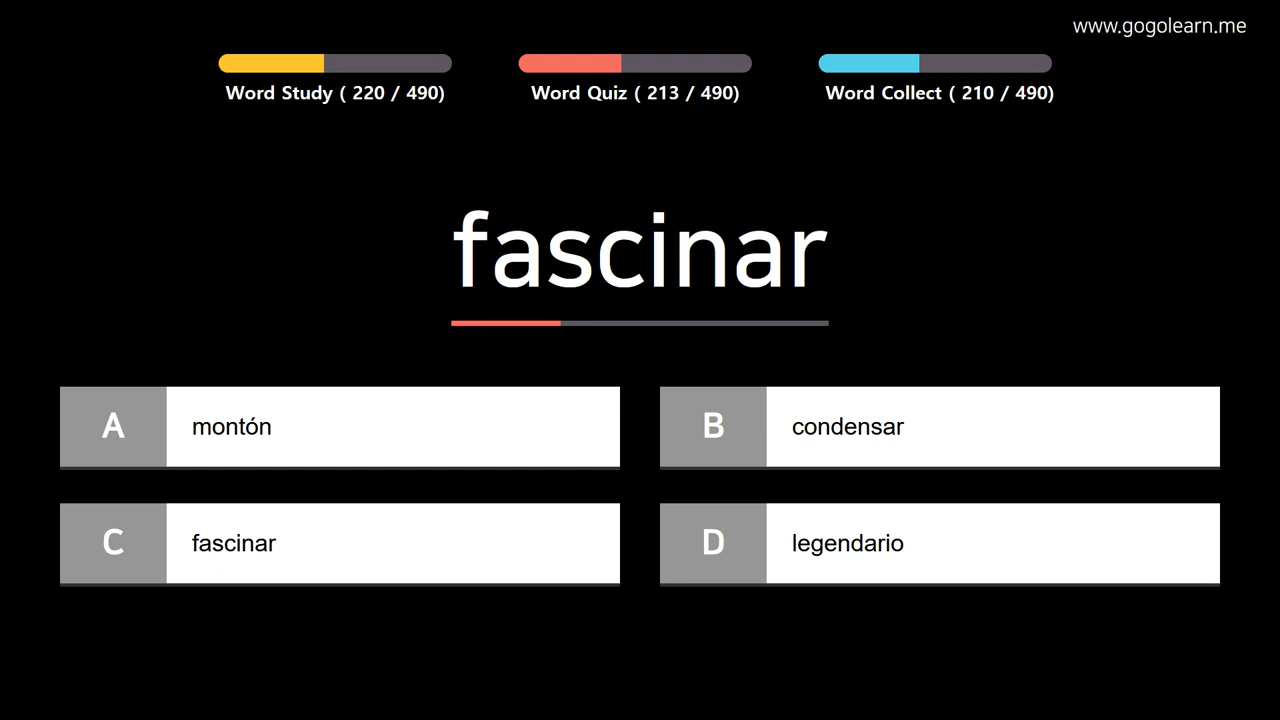 www.gogolearn.me
Word Study ( 220 / 490)
Word Quiz ( 213 / 490)
Word Collect ( 210 / 490)
fascinar
A montón
B condensar
C fascinar
D legendario